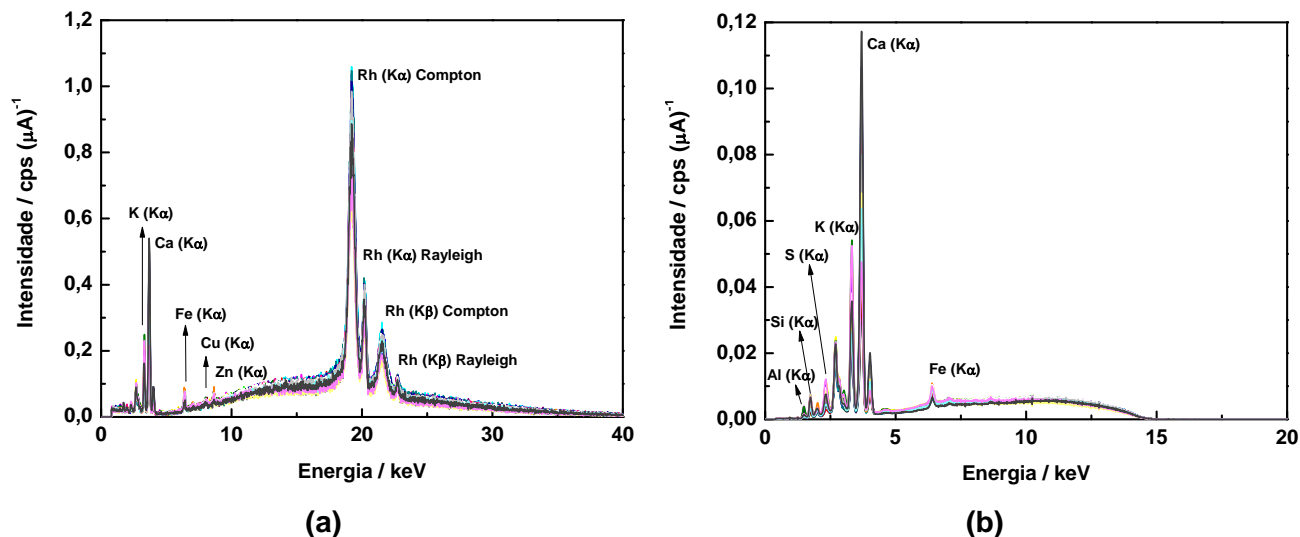 1,2
1,0
0,8
0,6
0,4
0,2
0,0
Intensidade / cps (μA)⁻¹
Rh (Kα) Compton
K (Kα)
Ca (Kα)
Rh (Kα) Rayleigh
Fe (Kα)
Rh (Kβ) Compton
Cu (Kα)
Rh (Kβ) Rayleigh
Zn (Kα)
0 10 20 30 40
Energia / keV
(a)
0,12
0,10
0,08
0,06
0,04
0,02
0,00
Intensidade / cps (μA)⁻¹
Ca (Kα)
K (Kα)
S (Kα)
Si (Kα)
Al (Kα)
Fe (Kα)
0 5 10 15 20
Energia / keV
(b)